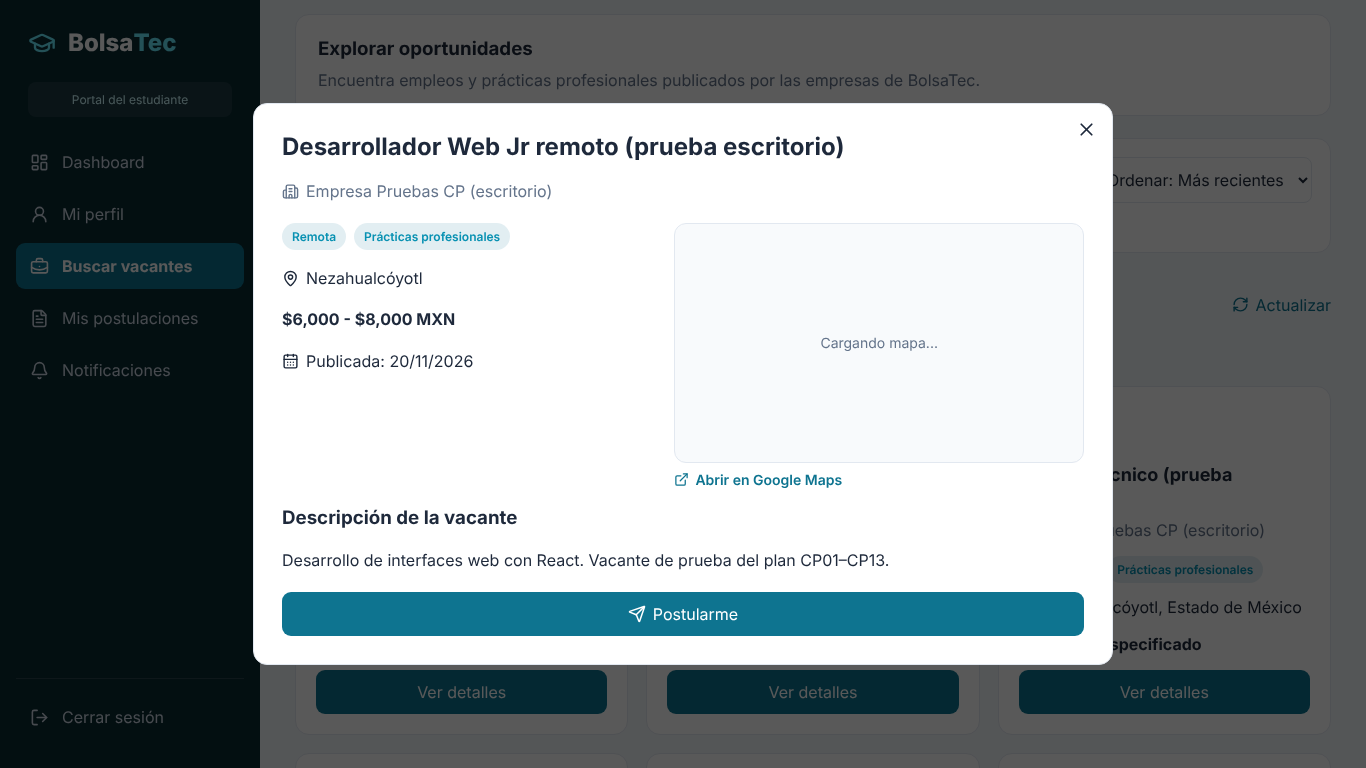 BolsaTec
Portal del estudiante
Dashboard
Mi perfil
Buscar vacantes
Mis postulaciones
Notificaciones
Cerrar sesión
Explorar oportunidades
Encuentra empleos y prácticas profesionales publicados por las empresas de BolsaTec.
Ordenar: Más recientes
Actualizar
Desarrollador Web Jr remoto (prueba escritorio)
Empresa Pruebas CP (escritorio)
Remota
Prácticas profesionales
Nezahualcóyotl
$6,000 - $8,000 MXN
Publicada: 20/11/2026
Cargando mapa...
Abrir en Google Maps
Descripción de la vacante
Desarrollo de interfaces web con React. Vacante de prueba del plan CP01–CP13.
Postularme
cnico (prueba
ebas CP (escritorio)
Prácticas profesionales
cóyotl, Estado de México
specificado
Ver detalles
Ver detalles
Ver detalles